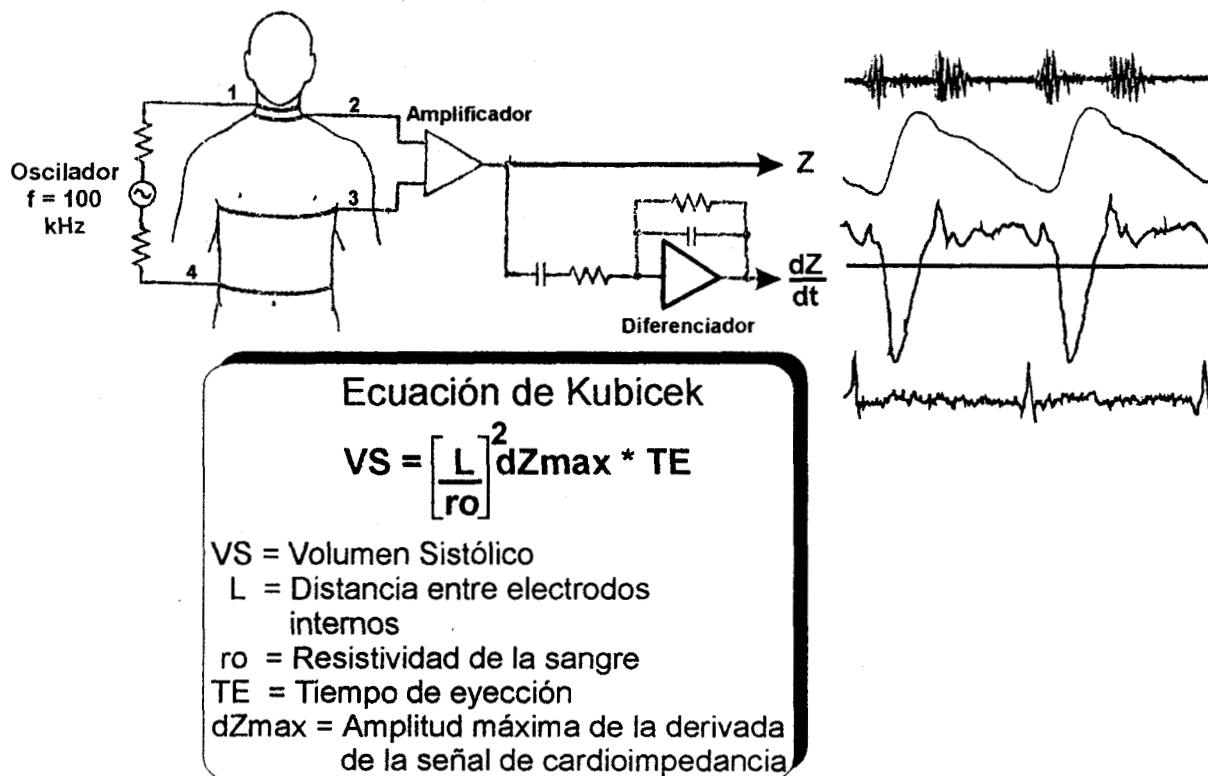 1
2
Amplificador
Oscilador
f = 100
kHz
3
4
Z
dZ
dt
Diferenciador
Ecuación de Kubicek
VS = [L/ro]² dZmax * TE
VS = Volumen Sistólico
L = Distancia entre electrodos
internos
ro = Resistividad de la sangre
TE = Tiempo de eyección
dZmax = Amplitud máxima de la derivada
de la señal de cardioimpedancia